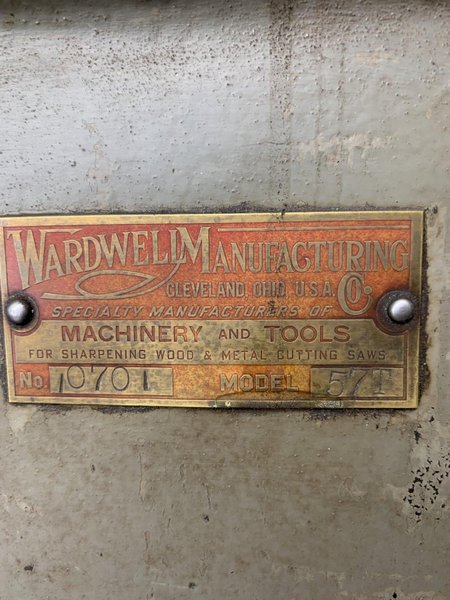 WARDWELL MANUFACTURING CO.
CLEVELAND, OHIO U.S.A.
SPECIALTY MANUFACTURERS OF
MACHINERY AND TOOLS
FOR SHARPENING WOOD & METAL CUTTING SAWS
No. 10701 MODEL 57T